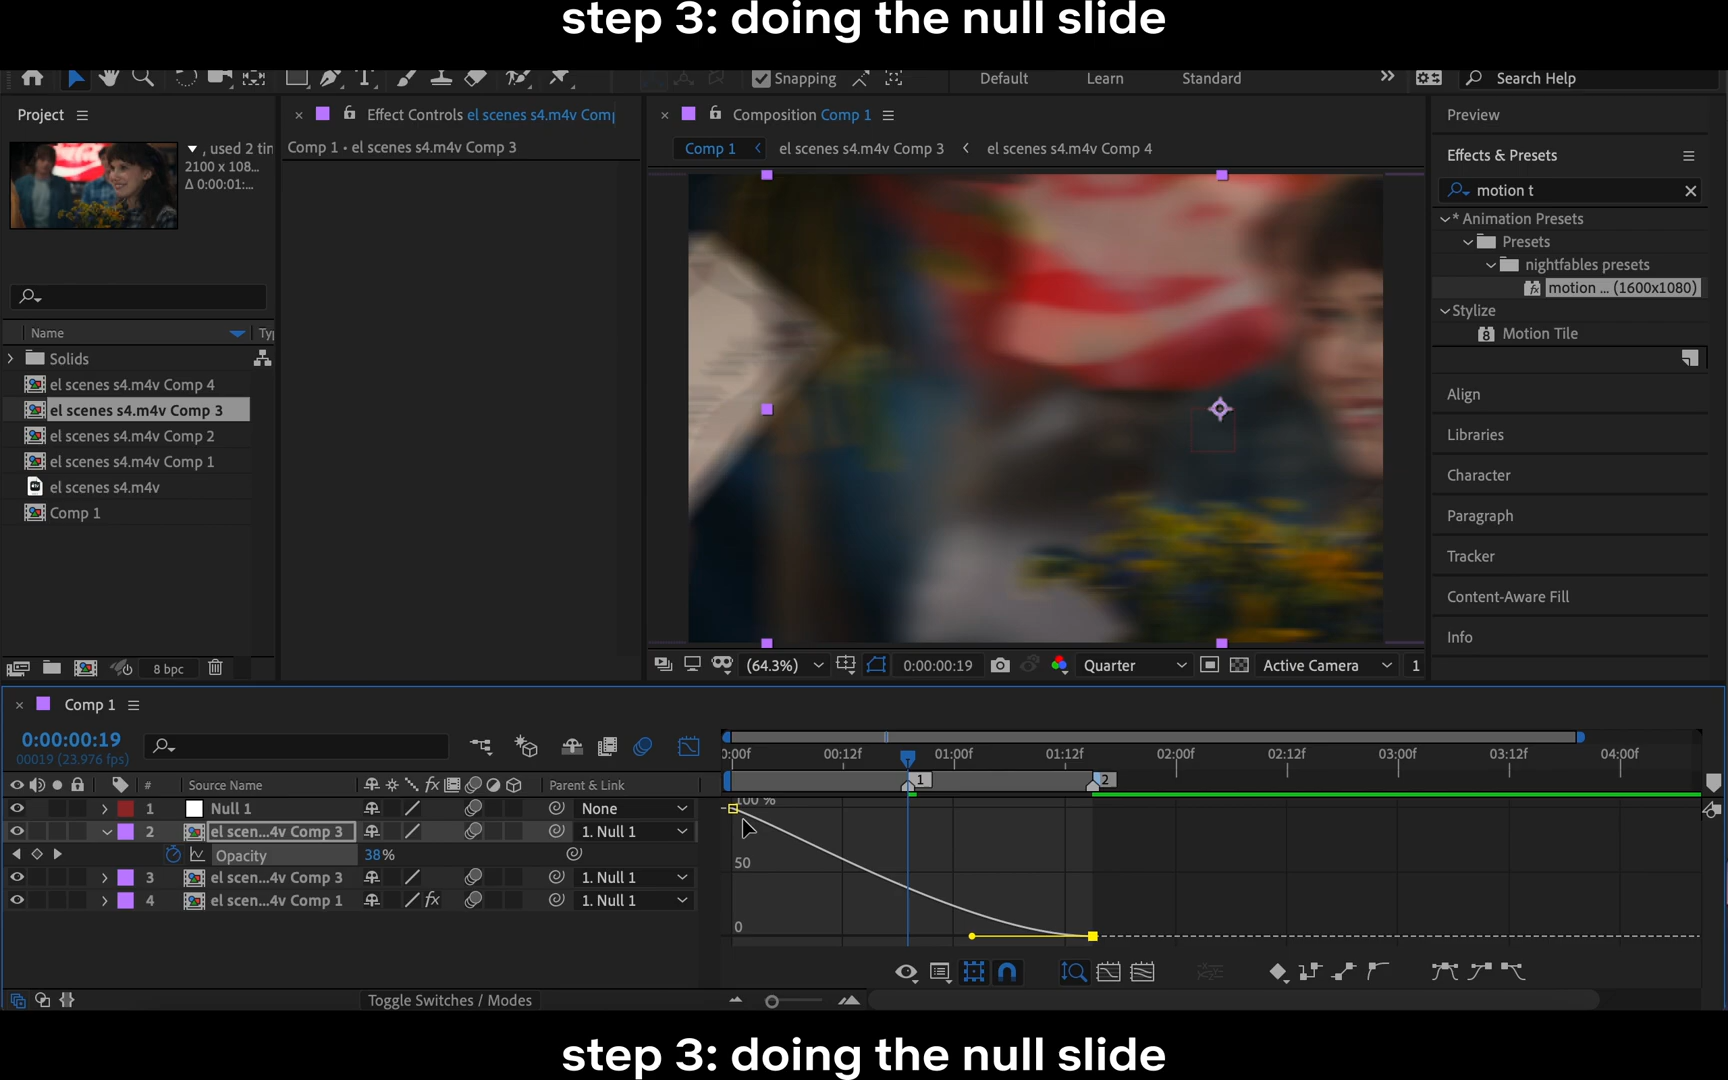 step 3: doing the null slide
Snapping
Default
Learn
Standard
Search Help
Project
, used 2 tin
2100 x 108...
Δ 0:00:01:...
Name
Ty
Solids
el scenes s4.m4v Comp 4
el scenes s4.m4v Comp 3
el scenes s4.m4v Comp 2
el scenes s4.m4v Comp 1
el scenes s4.m4v
Comp 1
8 bpc
Effect Controls el scenes s4.m4v Com
Comp 1 • el scenes s4.m4v Comp 3
Composition Comp 1
Comp 1
el scenes s4.m4v Comp 3
el scenes s4.m4v Comp 4
(64.3%)
0:00:00:19
Quarter
Active Camera
1
Preview
Effects & Presets
motion t
* Animation Presets
Presets
nightfables presets
motion ... (1600x1080)
Stylize
Motion Tile
Align
Libraries
Character
Paragraph
Tracker
Content-Aware Fill
Info
Comp 1
0:00:00:19
00019 (23.976 fps)
0:00f 00:12f 01:00f 01:12f 02:00f 02:12f 03:00f 03:12f 04:00f
1 2
# Source Name fx Parent & Link
1 Null 1 None
2 el scen...4v Comp 3 1. Null 1
Opacity 38%
3 el scen...4v Comp 3 1. Null 1
4 el scen...4v Comp 1 fx 1. Null 1
100 %
50
0
Toggle Switches / Modes
step 3: doing the null slide